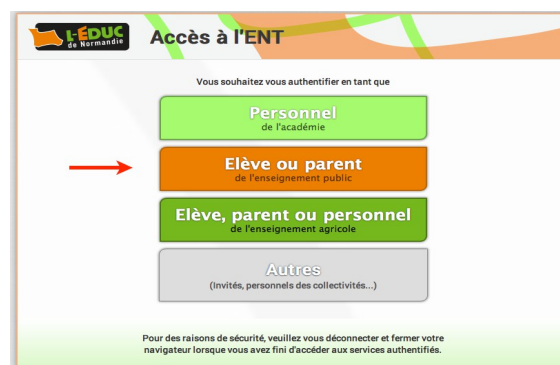 L'EDUC
de Normandie
Accès à l'ENT
Vous souhaitez vous authentifier en tant que
Personnel
de l'académie
Elève ou parent
de l'enseignement public
Elève, parent ou personnel
de l'enseignement agricole
Autres
(Invités, personnels des collectivités...)
Pour des raisons de sécurité, veuillez vous déconnecter et fermer votre
navigateur lorsque vous avez fini d'accéder aux services authentifiés.